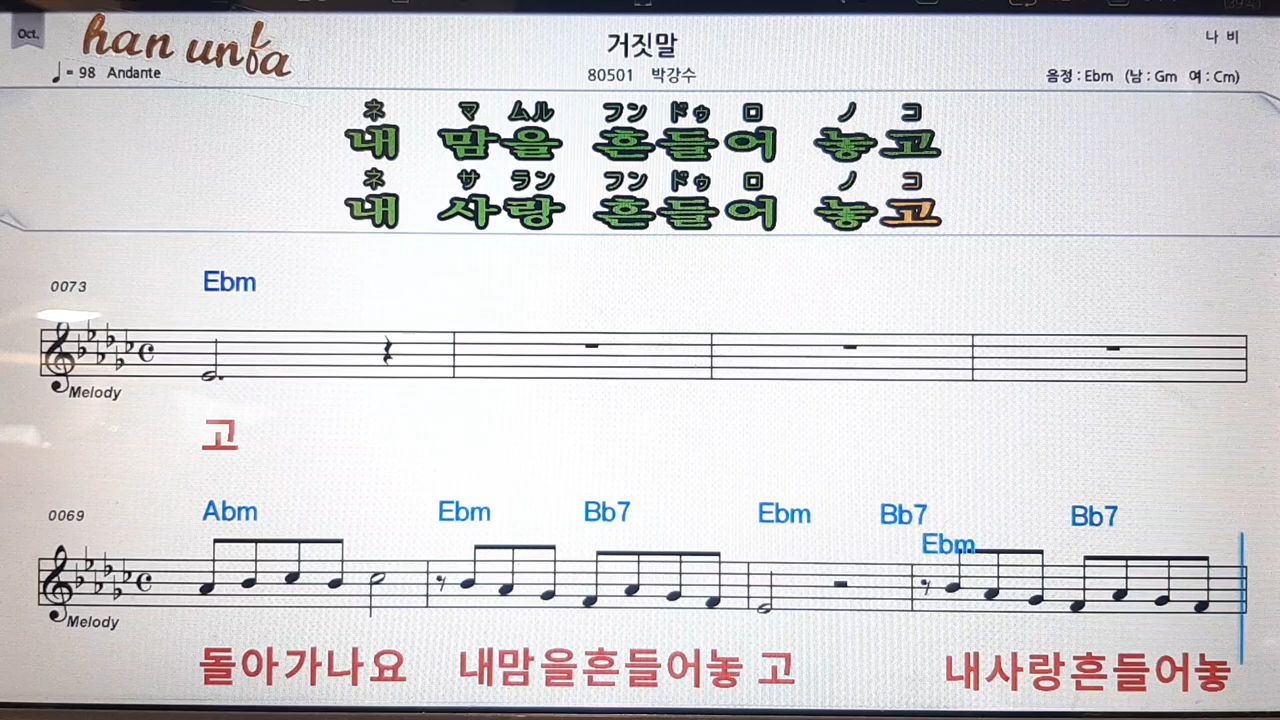 Oct.
han unfa
거짓말
나 비
♩= 98 Andante
80501 박강수
음정 : Ebm (남 : Gm 여 : Cm)
ネ マ ムル フン ドゥ ロ ノ コ
내 맘을 흔들어 놓고
ネ サ ラン フン ドゥ ロ ノ コ
내 사랑 흔들어 놓고
0073 Ebm
Melody
고
0069 Abm Ebm Bb7 Ebm Bb7 Ebm Bb7
Melody
돌아가나요 내맘을흔들어놓 고 내사랑흔들어놓